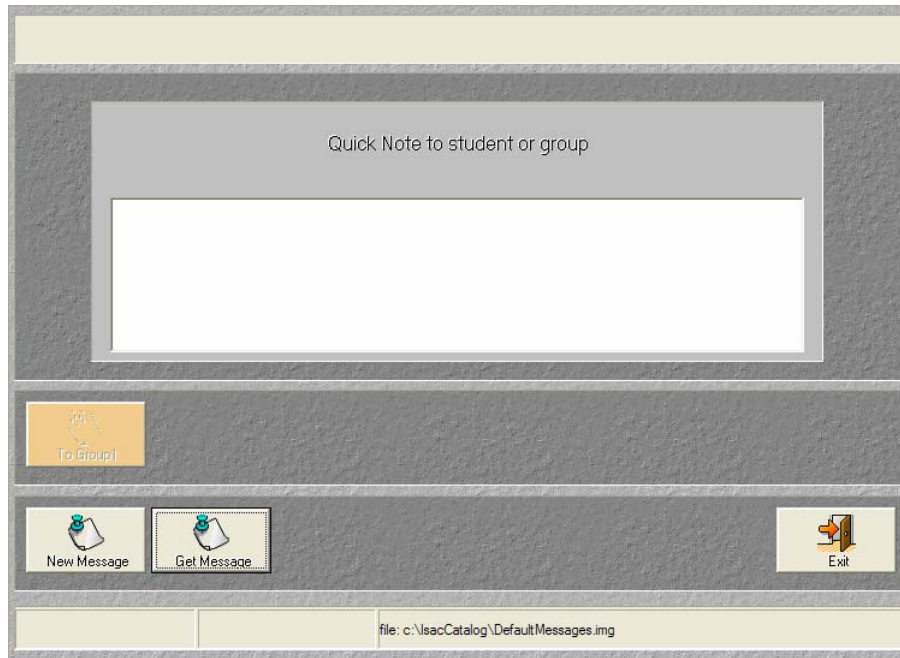 Quick Note to student or group
To Group1
New Message
Get Message
Exit
file: c:\IsacCatalog\DefaultMessages.img